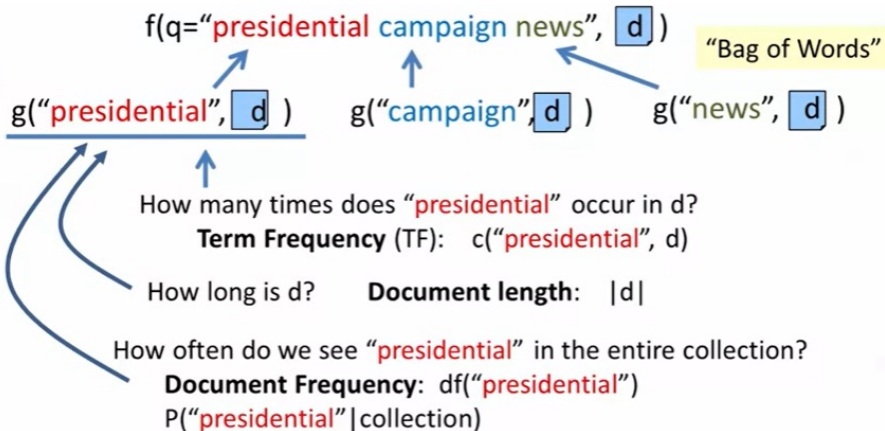 f(q=“presidential campaign news”, d )
“Bag of Words”
g(“presidential”, d ) g(“campaign”, d ) g(“news”, d )
How many times does “presidential” occur in d?
Term Frequency (TF): c(“presidential”, d)
How long is d? Document length: |d|
How often do we see “presidential” in the entire collection?
Document Frequency: df(“presidential”)
P(“presidential”|collection)